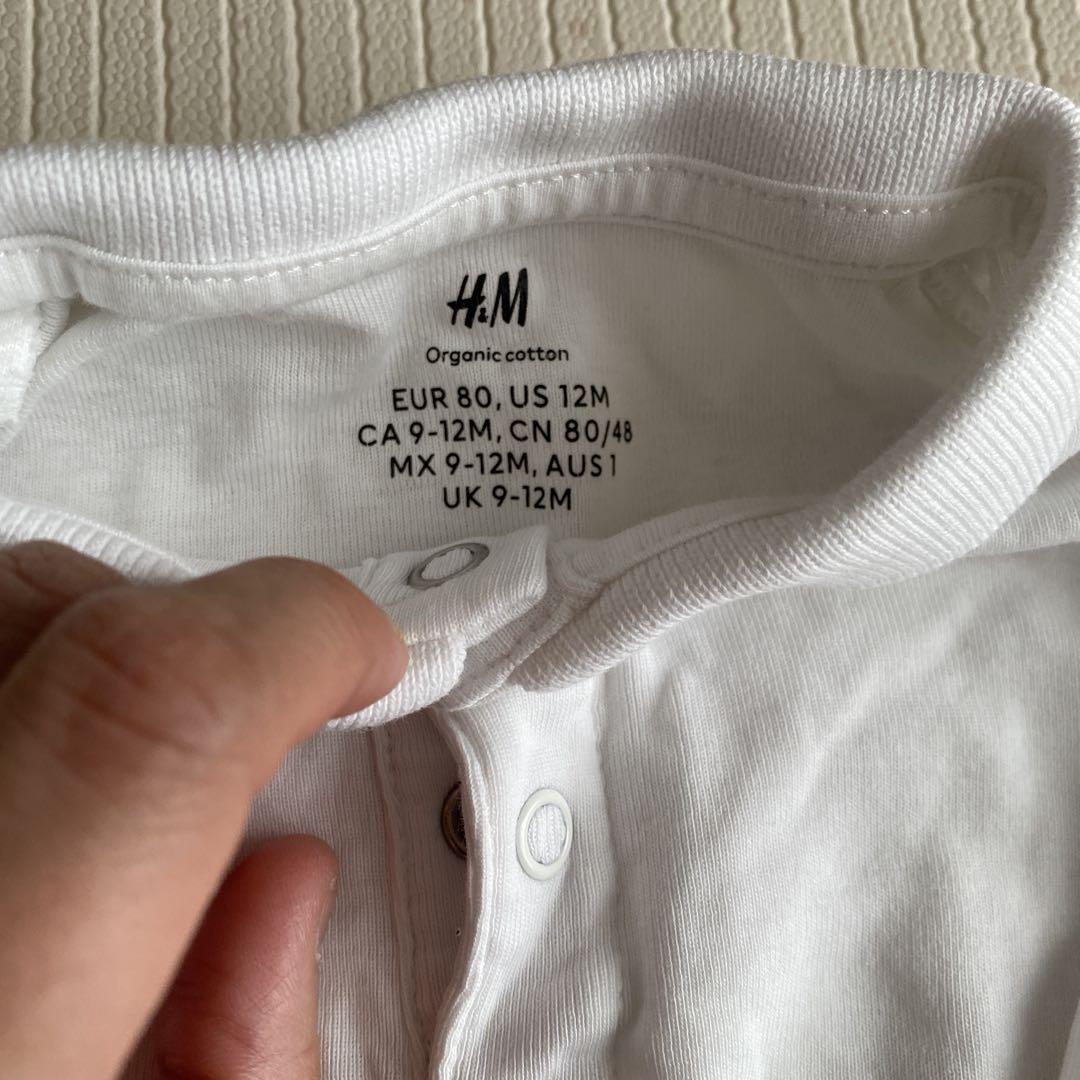 H&M
Organic cotton
EUR 80, US 12M
CA 9-12M, CN 80/48
MX 9-12M, AUS 1
UK 9-12M